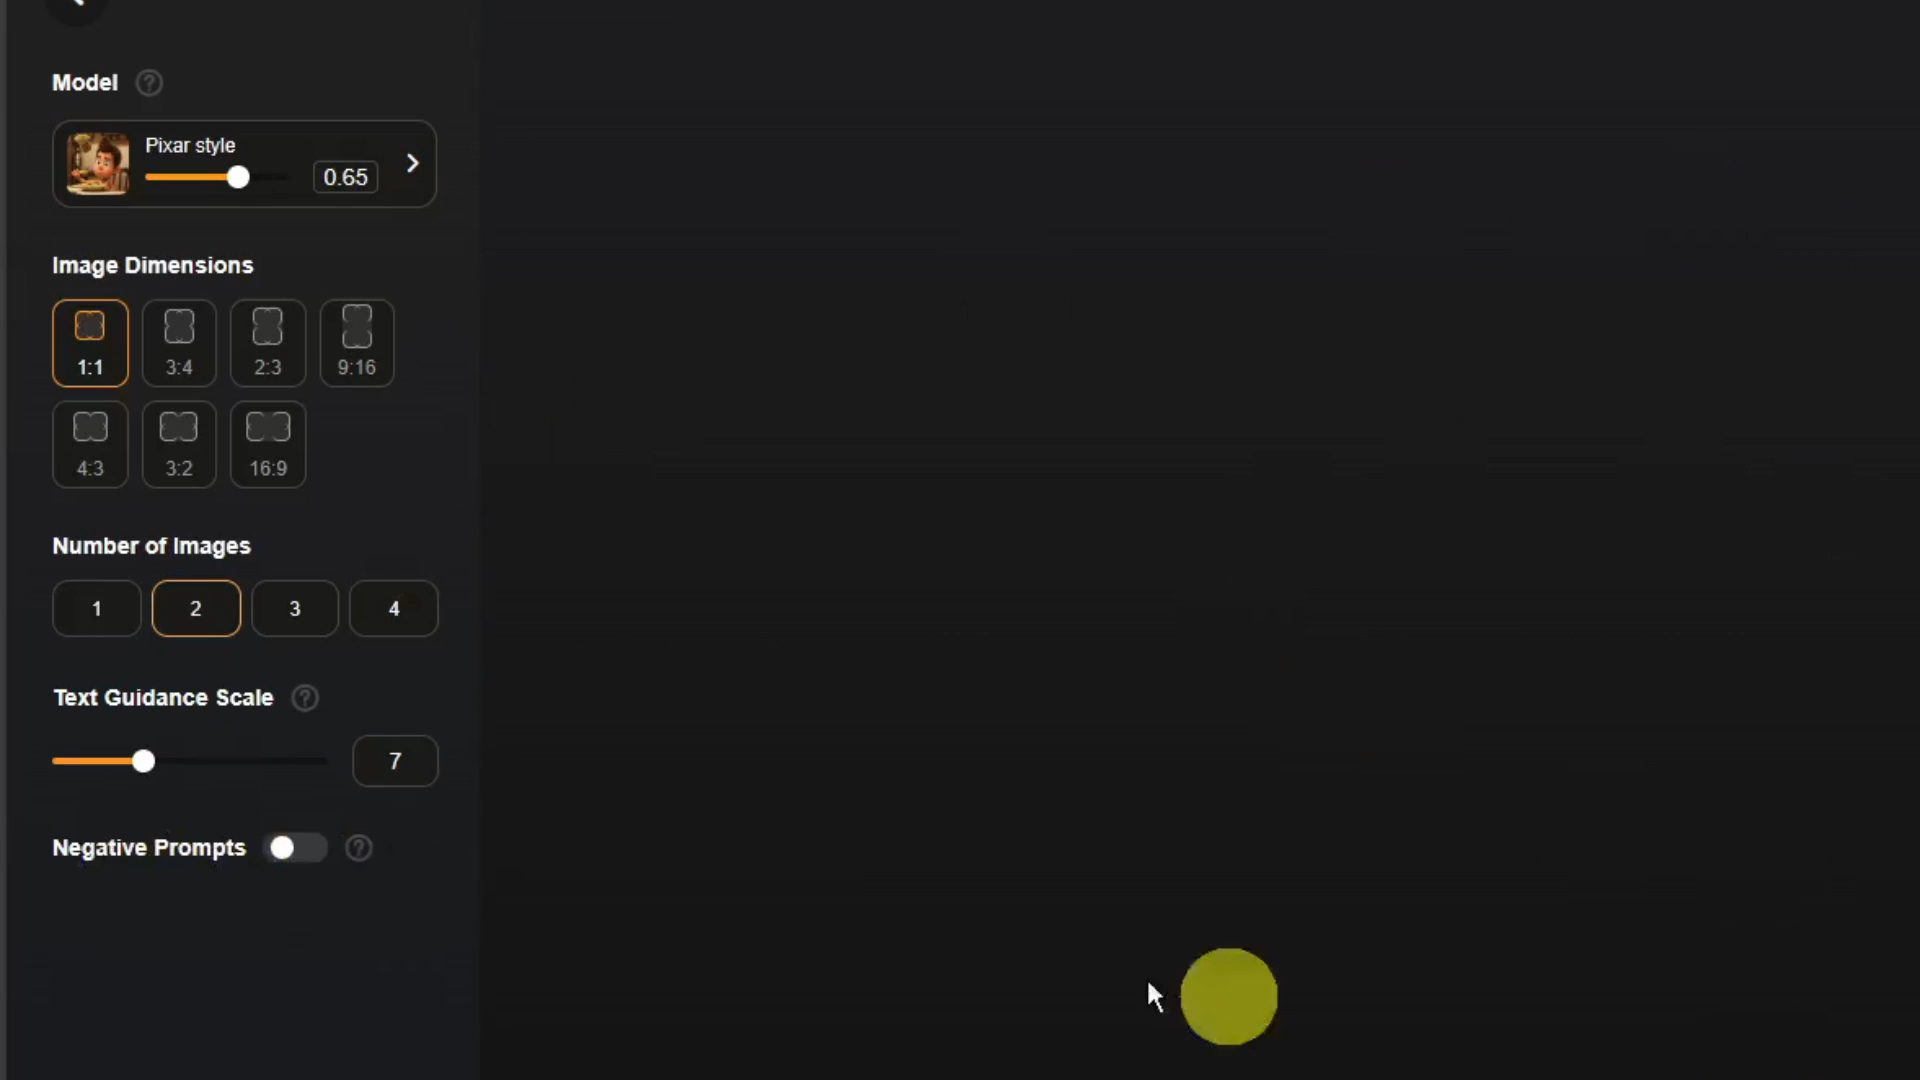 Model ?
Pixar style
0.65
Image Dimensions
1:1 3:4 2:3 9:16
4:3 3:2 16:9
Number of Images
1 2 3 4
Text Guidance Scale ?
7
Negative Prompts ?